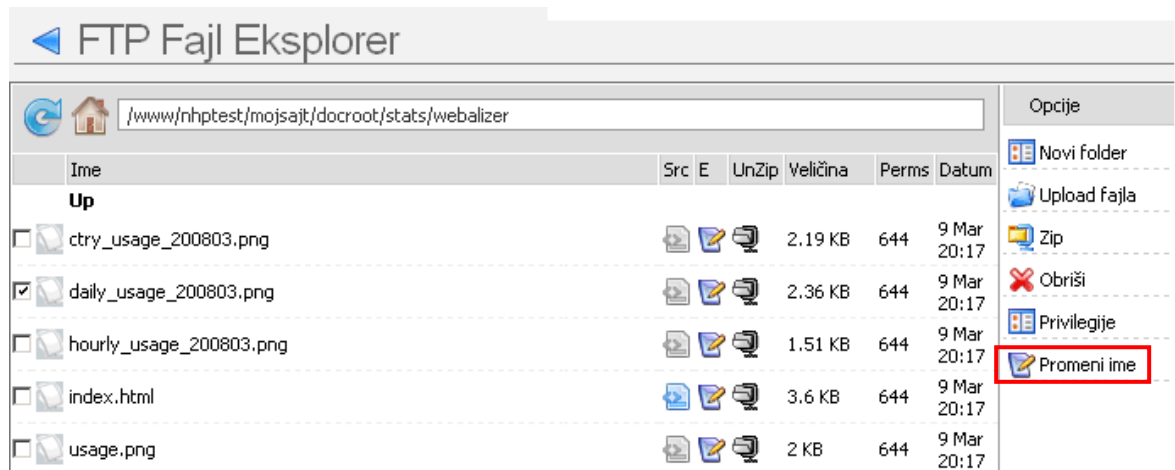 FTP Fajl Eksplorer
/www/nhptest/mojsajt/docroot/stats/webalizer
Ime Src E UnZip Veličina Perms Datum
Up
ctry_usage_200803.png 2.19 KB 644 9 Mar 20:17
daily_usage_200803.png 2.36 KB 644 9 Mar 20:17
hourly_usage_200803.png 1.51 KB 644 9 Mar 20:17
index.html 3.6 KB 644 9 Mar 20:17
usage.png 2 KB 644 9 Mar 20:17
Opcije
Novi folder
Upload fajla
Zip
Obriši
Privilegije
Promeni ime